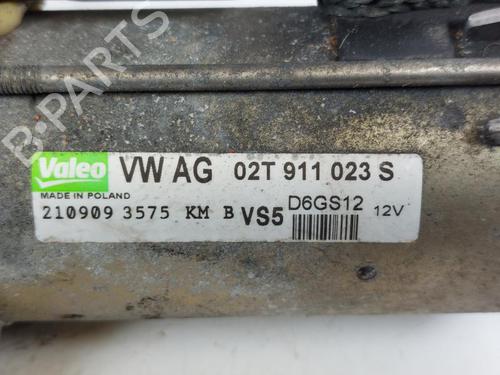 B-PARTS
Valeo VW AG 02T 911 023 S
MADE IN POLAND
210909 3575 KM B VS5 D6GS12 12V